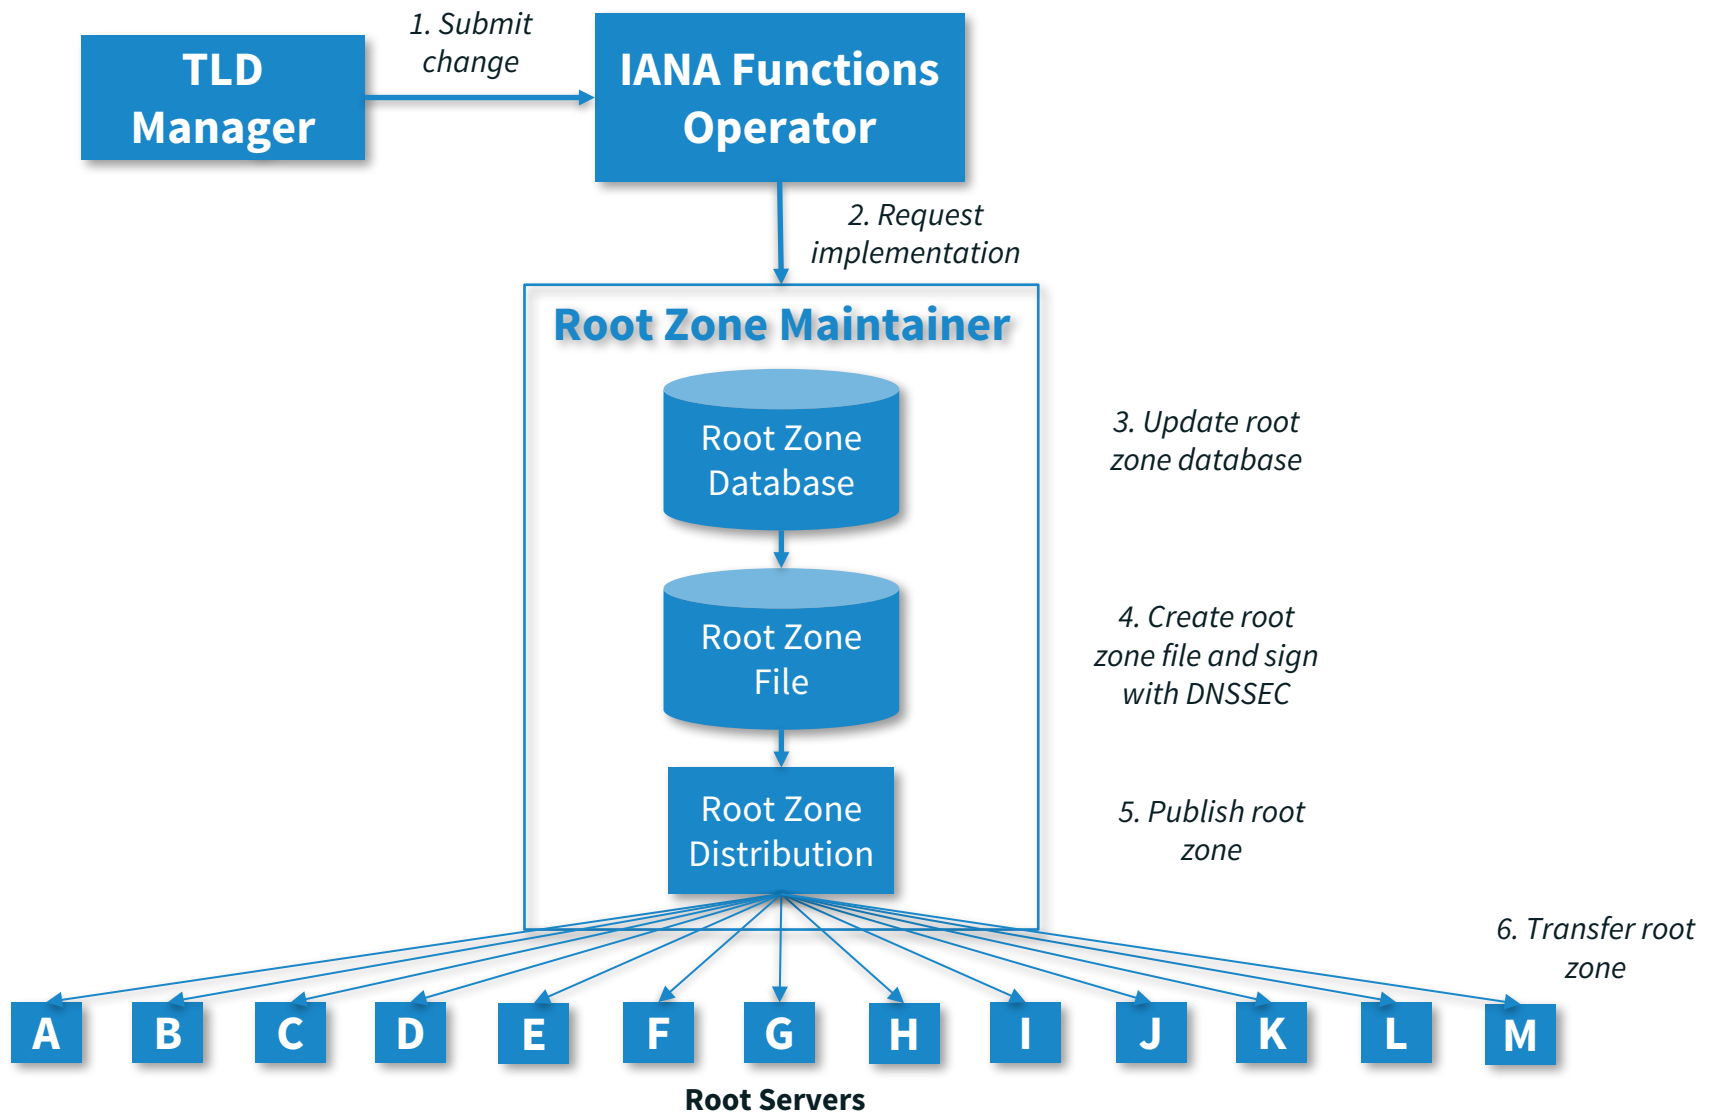 1. Submit
change
TLD
Manager
IANA Functions
Operator
2. Request
implementation
Root Zone Maintainer
Root Zone
Database
3. Update root
zone database
Root Zone
File
4. Create root
zone file and sign
with DNSSEC
Root Zone
Distribution
5. Publish root
zone
6. Transfer root
zone
A B C D E F G H I J K L M
Root Servers